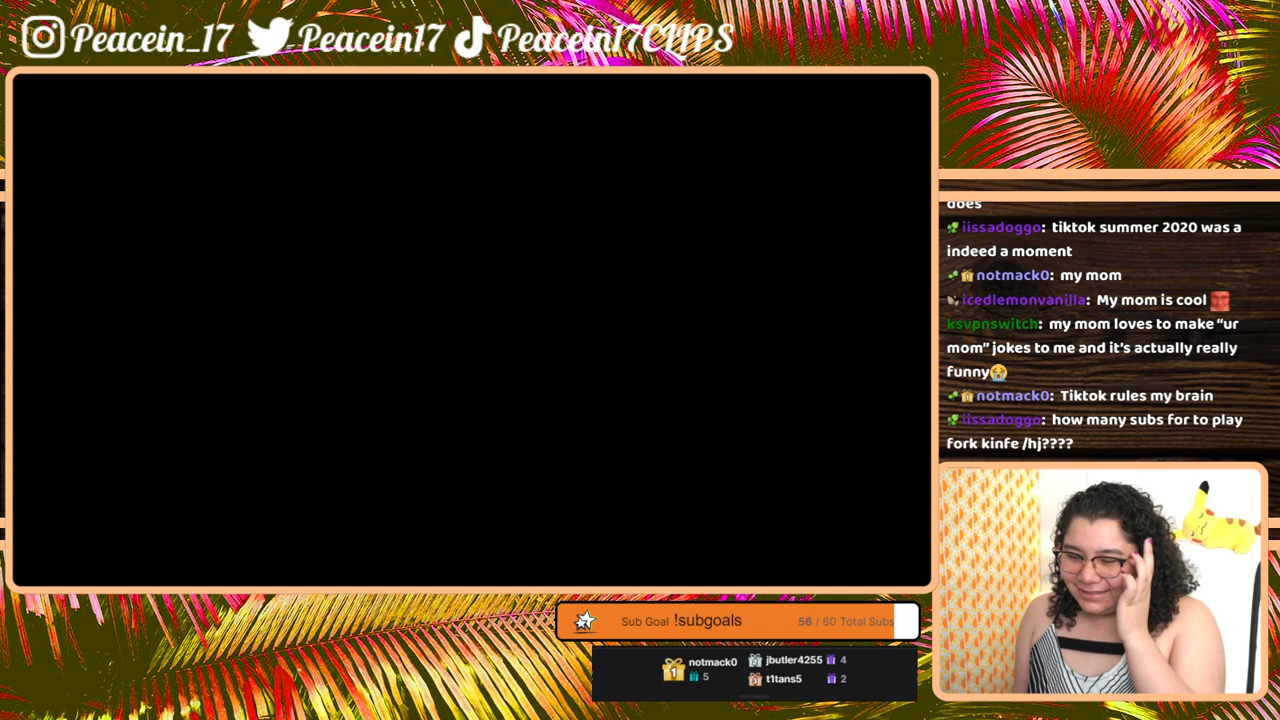 Peacein_17 Peacein17 Peacein17ClIPS
does
iissadoggo: tiktok summer 2020 was a
indeed a moment
notmack0: my mom
icedlemonvanilla: My mom is cool
ksvpnswitch: my mom loves to make “ur
mom” jokes to me and it’s actually really
funny😭
notmack0: Tiktok rules my brain
iissadoggo: how many subs for to play
fork kinfe /hj????
Sub Goal !subgoals 56 / 60 Total Subs
1 notmack0 5
2 jbutler4255 4
3 t1tans5 2